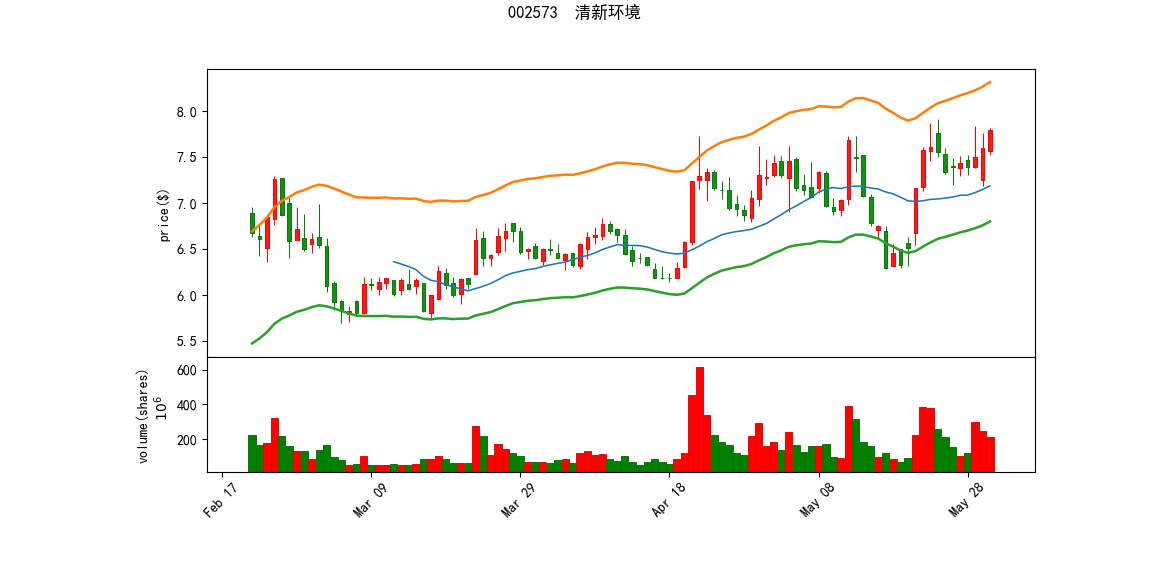 002573 清新环境
price($)
8.0
7.5
7.0
6.5
6.0
5.5
volume(shares)
10^6
600
400
200
Feb 17
Mar 09
Mar 29
Apr 18
May 08
May 28